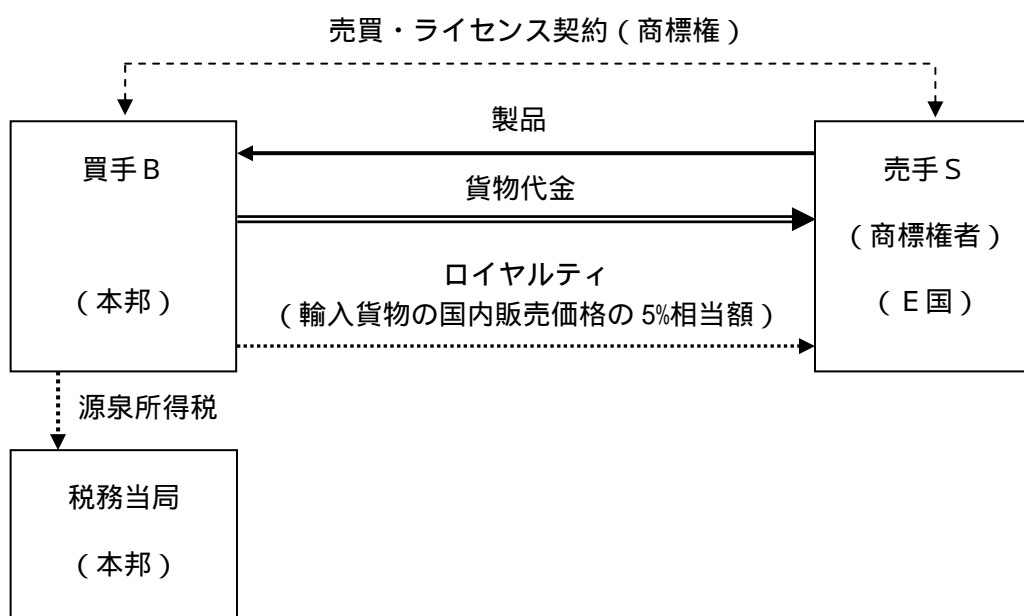 売買・ライセンス契約（商標権）
製品
買手B
売手S
貨物代金
（商標権者）
ロイヤルティ
（本邦）
（輸入貨物の国内販売価格の5%相当額）
（E国）
源泉所得税
税務当局
（本邦）